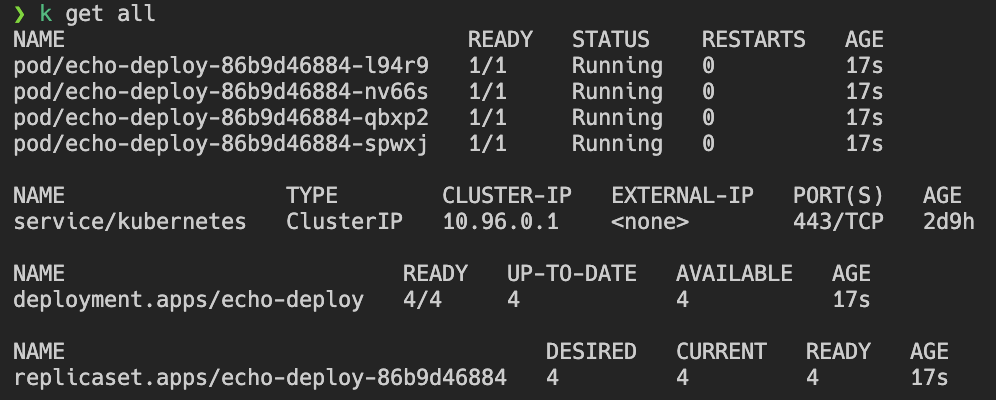 ❯ k get all
NAME                               READY   STATUS    RESTARTS   AGE
pod/echo-deploy-86b9d46884-l94r9   1/1     Running   0          17s
pod/echo-deploy-86b9d46884-nv66s   1/1     Running   0          17s
pod/echo-deploy-86b9d46884-qbxp2   1/1     Running   0          17s
pod/echo-deploy-86b9d46884-spwxj   1/1     Running   0          17s

NAME                 TYPE        CLUSTER-IP   EXTERNAL-IP   PORT(S)   AGE
service/kubernetes   ClusterIP   10.96.0.1    <none>        443/TCP   2d9h

NAME                          READY   UP-TO-DATE   AVAILABLE   AGE
deployment.apps/echo-deploy   4/4     4            4           17s

NAME                                     DESIRED   CURRENT   READY   AGE
replicaset.apps/echo-deploy-86b9d46884   4         4         4       17s